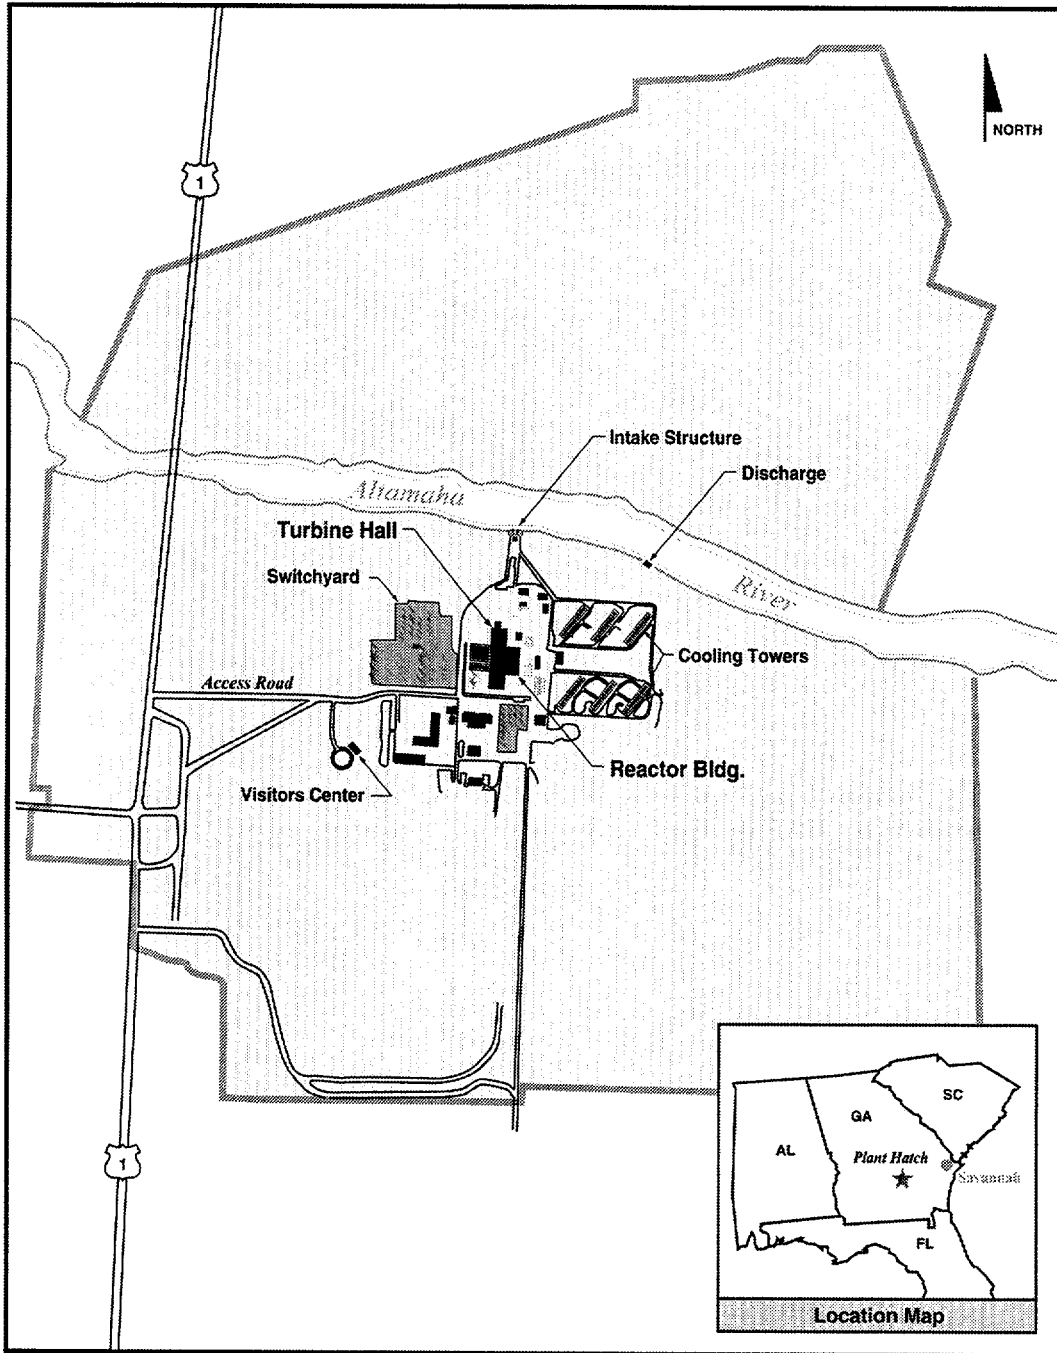 NORTH
1
Intake Structure
Discharge
Altamaha
River
Turbine Hall
Switchyard
Cooling Towers
Access Road
Reactor Bldg.
Visitors Center
1
SC
GA
AL
Plant Hatch
Savannah
FL
Location Map